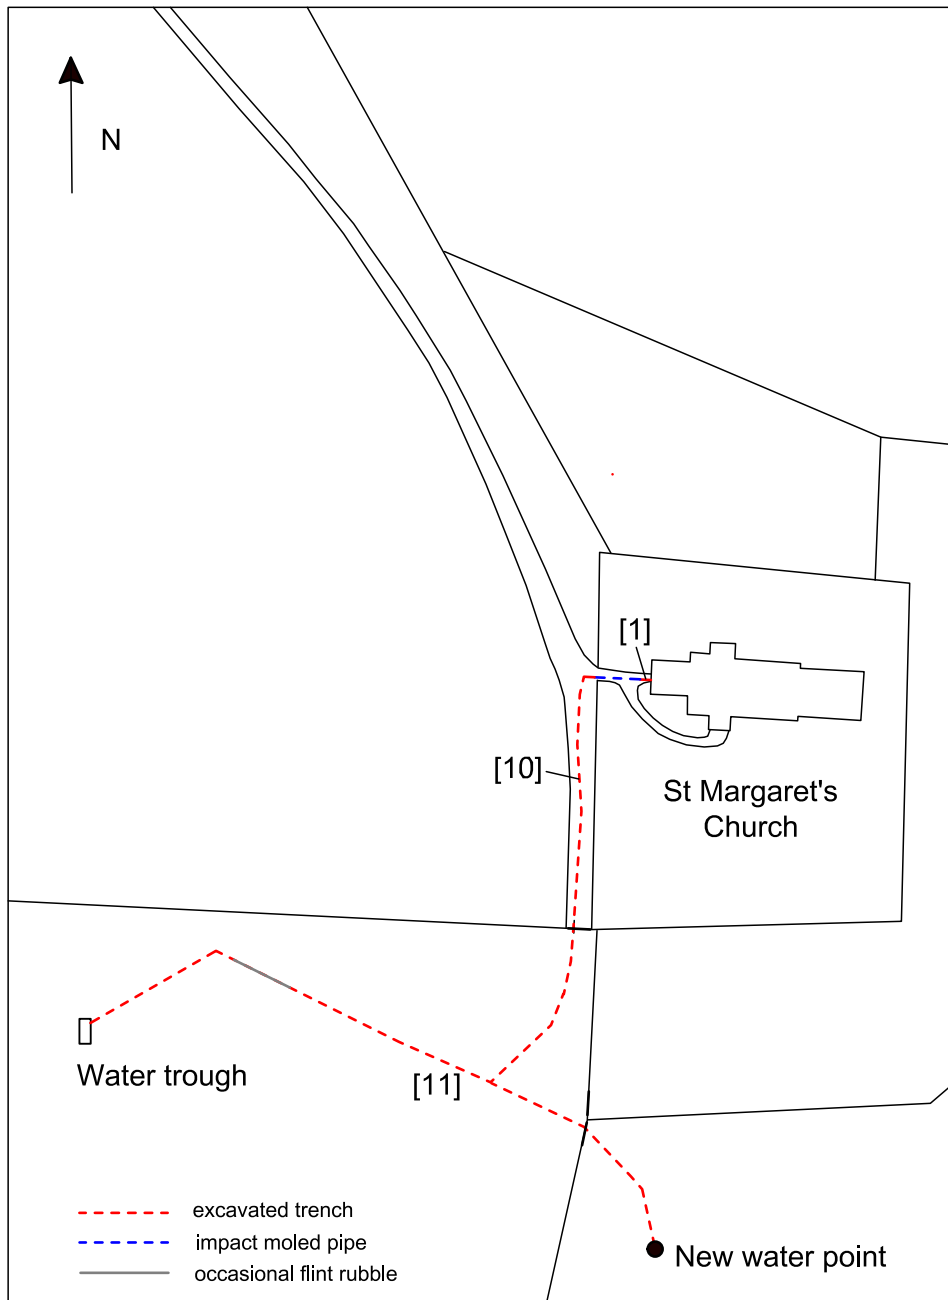 N
[1]
[10]
St Margaret's
Church
Water trough
[11]
New water point
excavated trench
impact moled pipe
occasional flint rubble